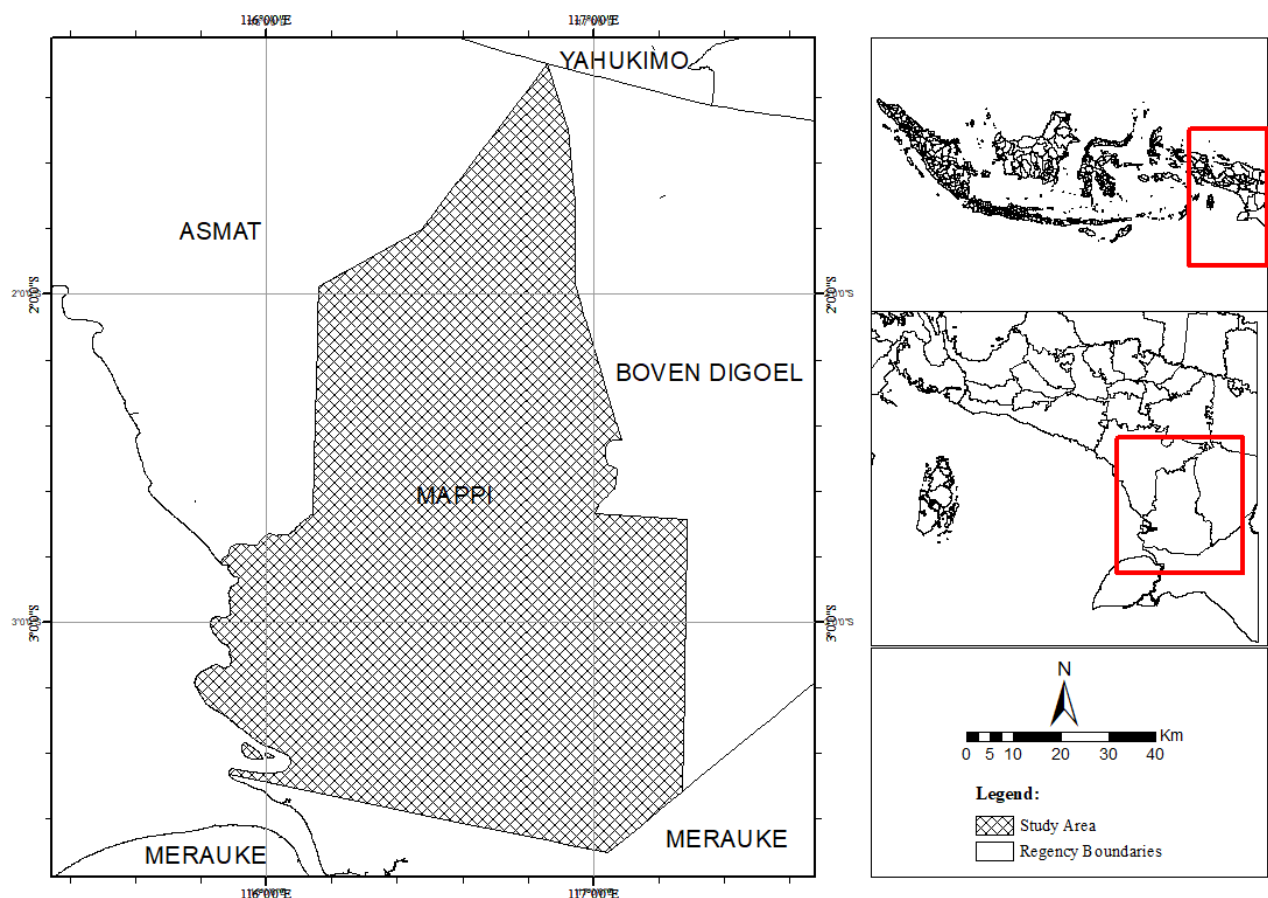 116°0'0"E
117°0'0"E
YAHUKIMO
ASMAT
2°0'0"S
2°0'0"S
BOVEN DIGOEL
MAPPI
3°0'0"S
3°0'0"S
MERAUKE
MERAUKE
116°0'0"E
117°0'0"E
N
Km
0 5 10 20 30 40
Legend:
Study Area
Regency Boundaries